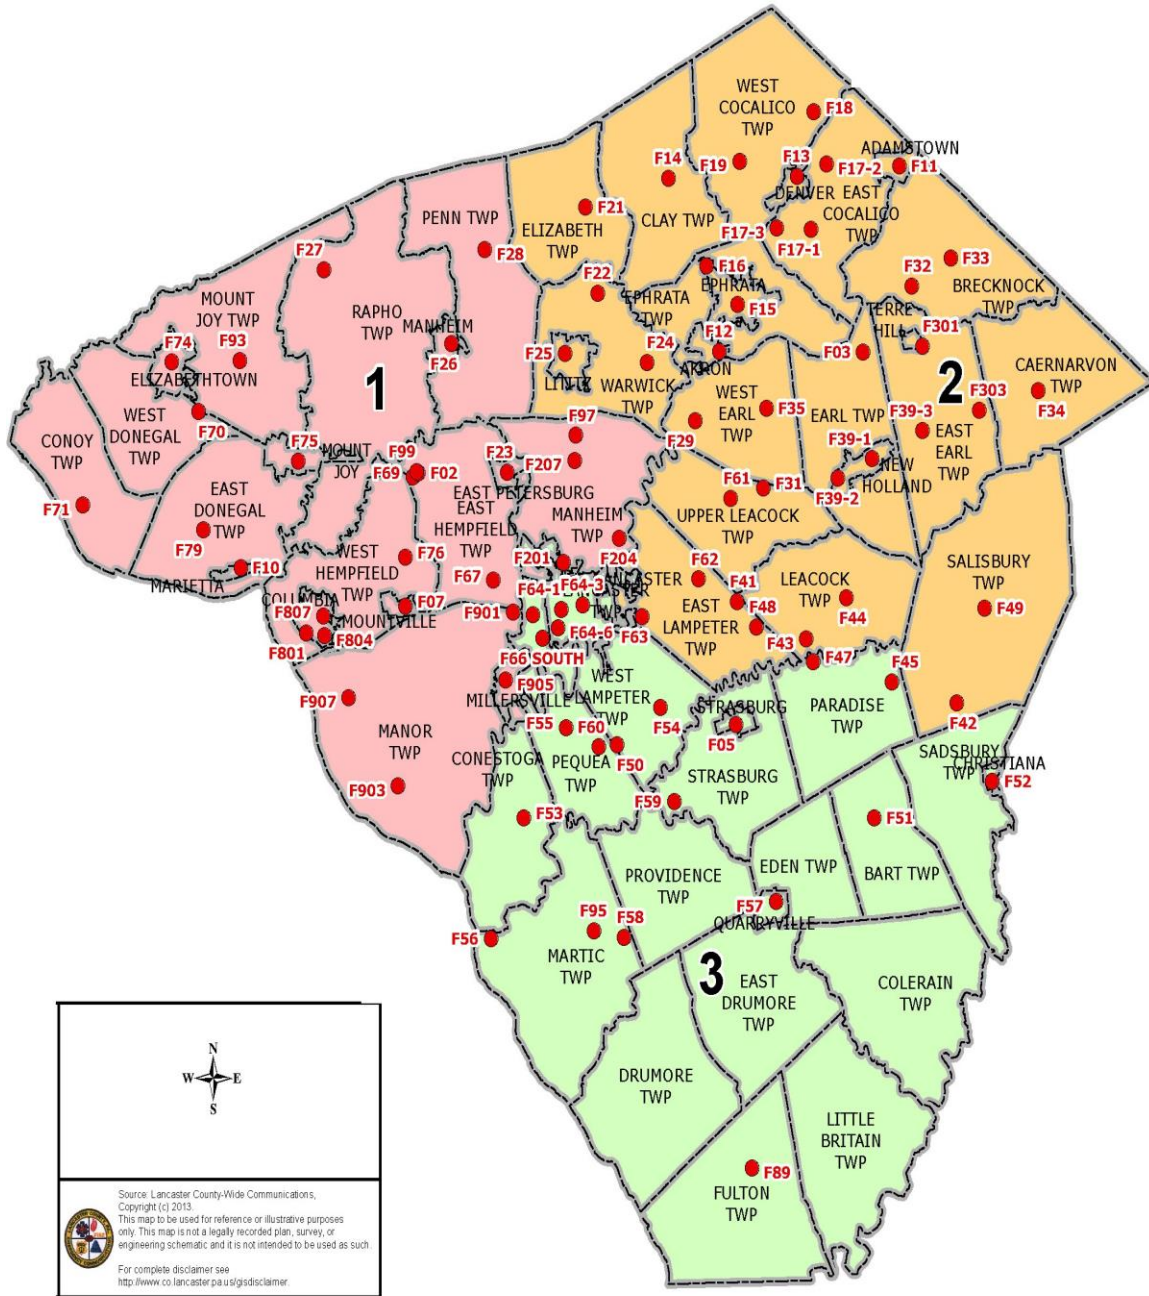 WEST
COCALICO
TWP
F18
F14
F19
F13
ADAMSTOWN
F17-2
F11
DENVER
EAST
COCALICO
TWP
PENN TWP
F21
ELIZABETH
TWP
CLAY TWP
F17-3
F17-1
F27
F28
F16
F33
F22
F32
BRECKNOCK
TWP
MOUNT
JOY TWP
F93
F74
RAPHO
TWP
MANHEIM
F26
EPHRATA
TWP
EPHRATA
F15
TERRE
HILL
F301
F12
F24
F25
F03
ELIZABETHTOWN
1
LITITZ
WARWICK
TWP
AKRON
2
CAERNARVON
TWP
F34
F303
WEST
DONEGAL
TWP
F70
WEST
EARL
TWP
F35
EARL TWP
F39-3
CONOY
TWP
F75
MOUNT
JOY
F97
F29
F39-1
EAST
EARL
TWP
F99
F69
F02
F23
F207
NEW
HOLLAND
F61
F31
F39-2
F71
EAST
DONEGAL
TWP
F79
EAST PETERSBURG
EAST
HEMPFIELD
TWP
MANHEIM
TWP
UPPER LEACOCK
TWP
F10
MARIETTA
WEST
HEMPFIELD
TWP
F76
F201
F204
F62
SALISBURY
TWP
F67
F64-1
F64-3
LANCASTER
LANCASTER
TWP
F41
LEACOCK
TWP
COLUMBIA
F07
F807
MOUNTVILLE
F901
EAST
LAMPETER
TWP
F48
F44
F49
F801
F804
F64-6
F63
F43
F66 SOUTH
F47
F45
F905
WEST
LAMPETER
TWP
MILLERSVILLE
F907
PARADISE
TWP
F42
STRASBURG
F54
F05
F55
F60
MANOR
TWP
CONESTOGA
TWP
PEQUEA
TWP
F50
SADSBURY
TWP
CHRISTIANA
F52
STRASBURG
TWP
F903
F59
F53
F51
EDEN TWP
BART TWP
PROVIDENCE
TWP
F57
QUARRYVILLE
F95
F58
F56
MARTIC
TWP
3
EAST
DRUMORE
TWP
COLERAIN
TWP
DRUMORE
TWP
LITTLE
BRITAIN
TWP
F89
FULTON
TWP
N
W
E
S
Source: Lancaster County-Wide Communications,
Copyright (c) 2013.
This map to be used for reference or illustrative purposes
only. This map is not a legally recorded plan, survey, or
engineering schematic and it is not intended to be used as such.
For complete disclaimer see
http://www.co.lancaster.pa.us/gisdisclaimer.